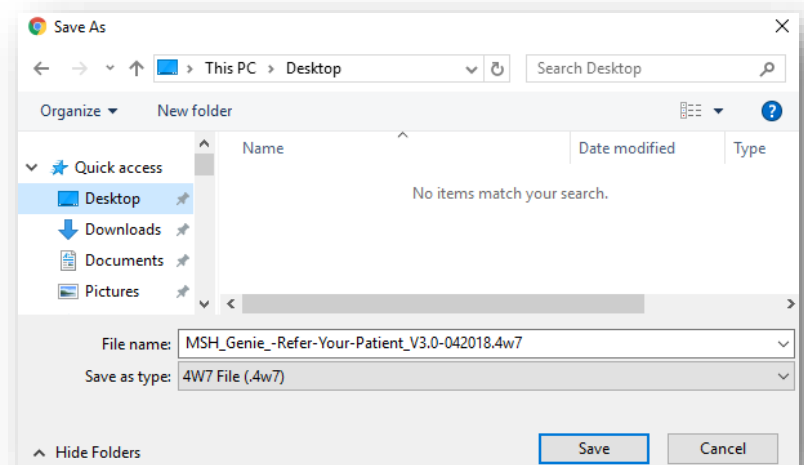 Save As
This PC > Desktop
Search Desktop
Organize
New folder
?
Name
Date modified
Type
Quick access
No items match your search.
Desktop
Downloads
Documents
Pictures
File name: MSH_Genie_-Refer-Your-Patient_V3.0-042018.4w7
Save as type: 4W7 File (.4w7)
Hide Folders
Save
Cancel